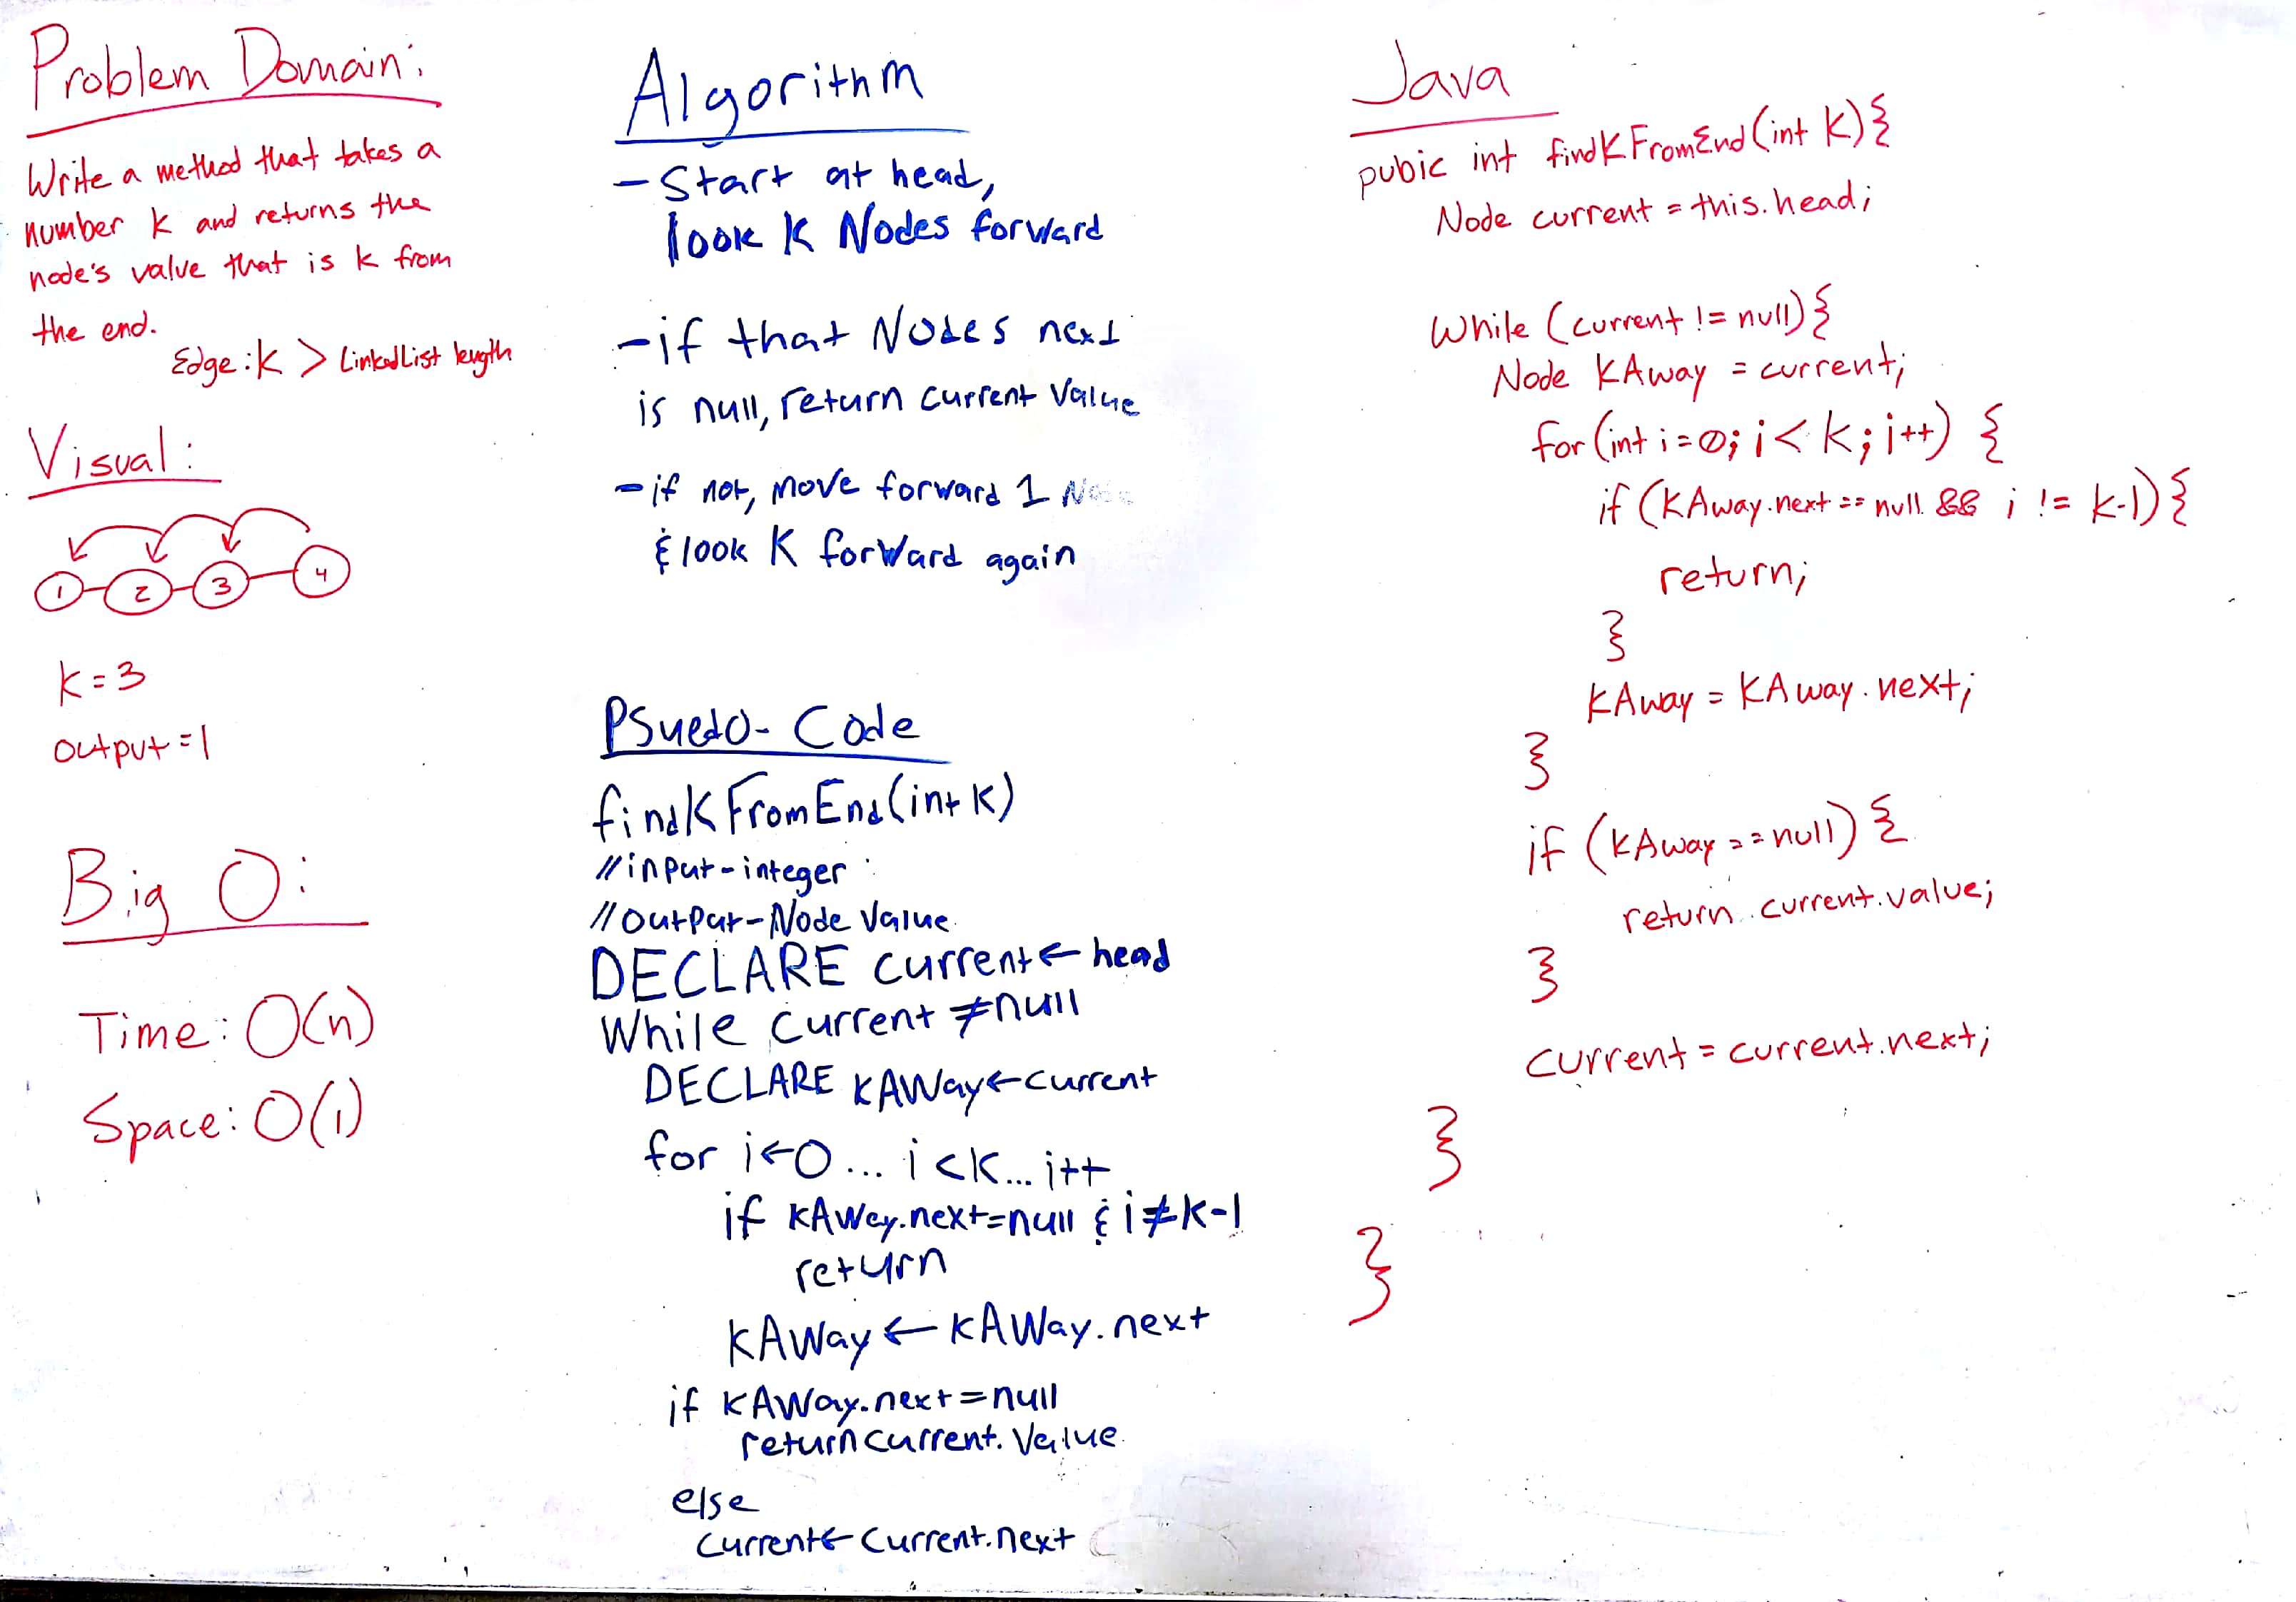 Problem Domain:
Write a method that takes a
number k and returns the
node's value that is k from
the end.
Edge: k > LinkedList length
Visual:
1 2 3 4
k = 3
output = 1
Big O:
Time: O(n)
Space: O(1)
Algorithm
- Start at head,
look K Nodes forward
- if that Nodes next
is null, return current Value
- if not, move forward 1 Node
& look K forward again
Psuedo-Code
findKFromEnd(int K)
//input-integer
//output-Node Value
DECLARE current ← head
While current ≠ null
DECLARE KAWay ← current
for i ← 0 ... i < K ... i++
if KAWay.next = null & i ≠ K-1
return
KAWay ← KAWay.next
if KAWay.next = null
return current.Value
else
current ← current.next
Java
pubic int findKFromEnd(int K){
Node current = this.head;
While (current != null){
Node KAway = current;
for (int i = 0; i < k; i++) {
if (KAway.next == null && i != k-1){
return;
}
KAway = KAway.next;
}
if (KAway == null) {
return current.value;
}
current = current.next;
}
}